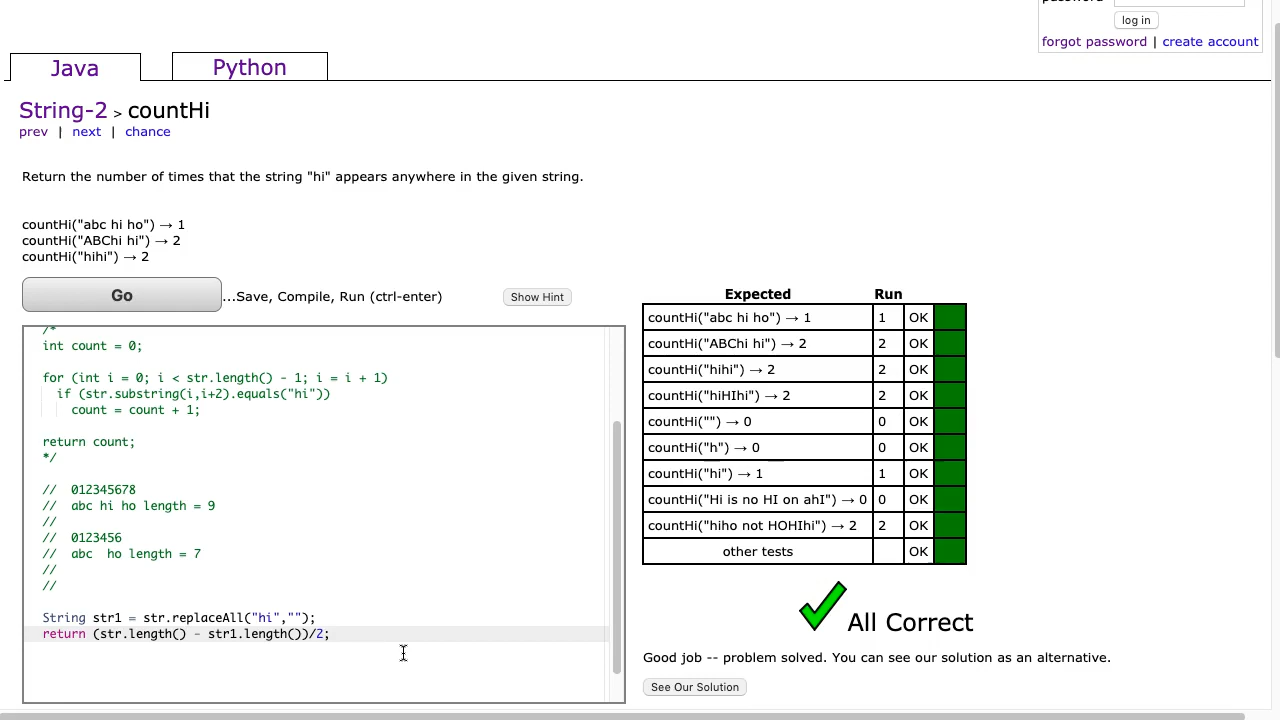 log in
forgot password | create account
Java
Python
String-2 > countHi
prev | next | chance
Return the number of times that the string "hi" appears anywhere in the given string.
countHi("abc hi ho") → 1
countHi("ABChi hi") → 2
countHi("hihi") → 2
Go
...Save, Compile, Run (ctrl-enter)
Show Hint
/*
int count = 0;
for (int i = 0; i < str.length() - 1; i = i + 1)
if (str.substring(i,i+2).equals("hi"))
count = count + 1;
return count;
*/
// 012345678
// abc hi ho length = 9
//
// 0123456
// abc  ho length = 7
//
//
String str1 = str.replaceAll("hi","");
return (str.length() - str1.length())/2;
Expected Run
countHi("abc hi ho") → 1 1 OK
countHi("ABChi hi") → 2 2 OK
countHi("hihi") → 2 2 OK
countHi("hiHIhi") → 2 2 OK
countHi("") → 0 0 OK
countHi("h") → 0 0 OK
countHi("hi") → 1 1 OK
countHi("Hi is no HI on ahI") → 0 0 OK
countHi("hiho not HOHIhi") → 2 2 OK
other tests OK
All Correct
Good job -- problem solved. You can see our solution as an alternative.
See Our Solution